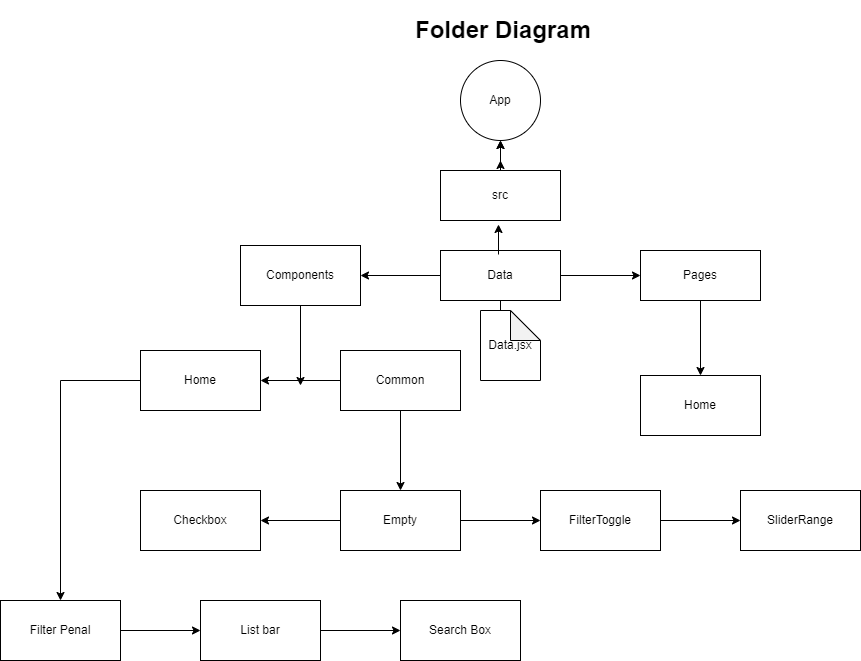 Folder Diagram
App
src
Components
Data
Pages
Data.jsx
Home
Common
Home
Checkbox
Empty
FilterToggle
SliderRange
Filter Penal
List bar
Search Box